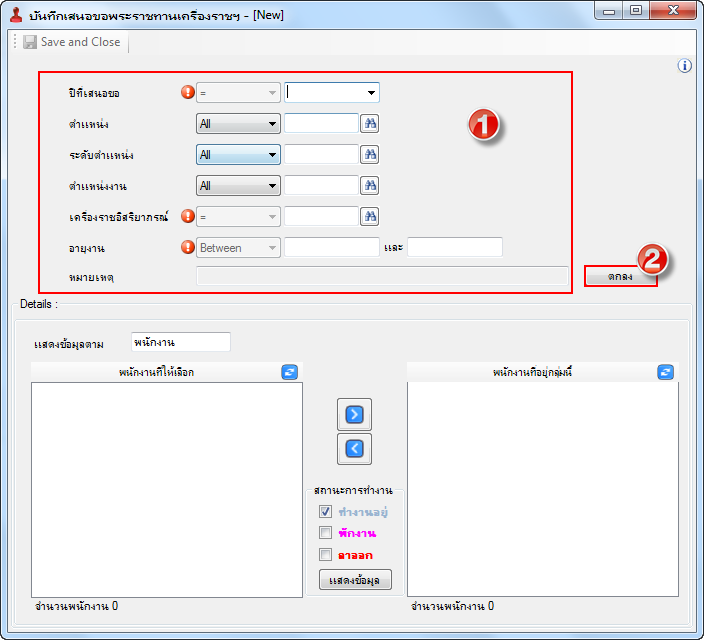 บันทึกเสนอขอพระราชทานเครื่องราชฯ - [New]
Save and Close
ปีที่เสนอขอ =
1
ตำแหน่ง All
ระดับตำแหน่ง All
ตำแหน่งงาน All
เครื่องราชอิสริยาภรณ์ =
อายุงาน Between และ
2
หมายเหตุ ตกลง
Details :
แสดงข้อมูลตาม พนักงาน
พนักงานที่ให้เลือก พนักงานที่อยู่กลุ่มนี้
สถานะการทำงาน
ทำงานอยู่
พักงาน
ลาออก
แสดงข้อมูล
จำนวนพนักงาน 0 จำนวนพนักงาน 0